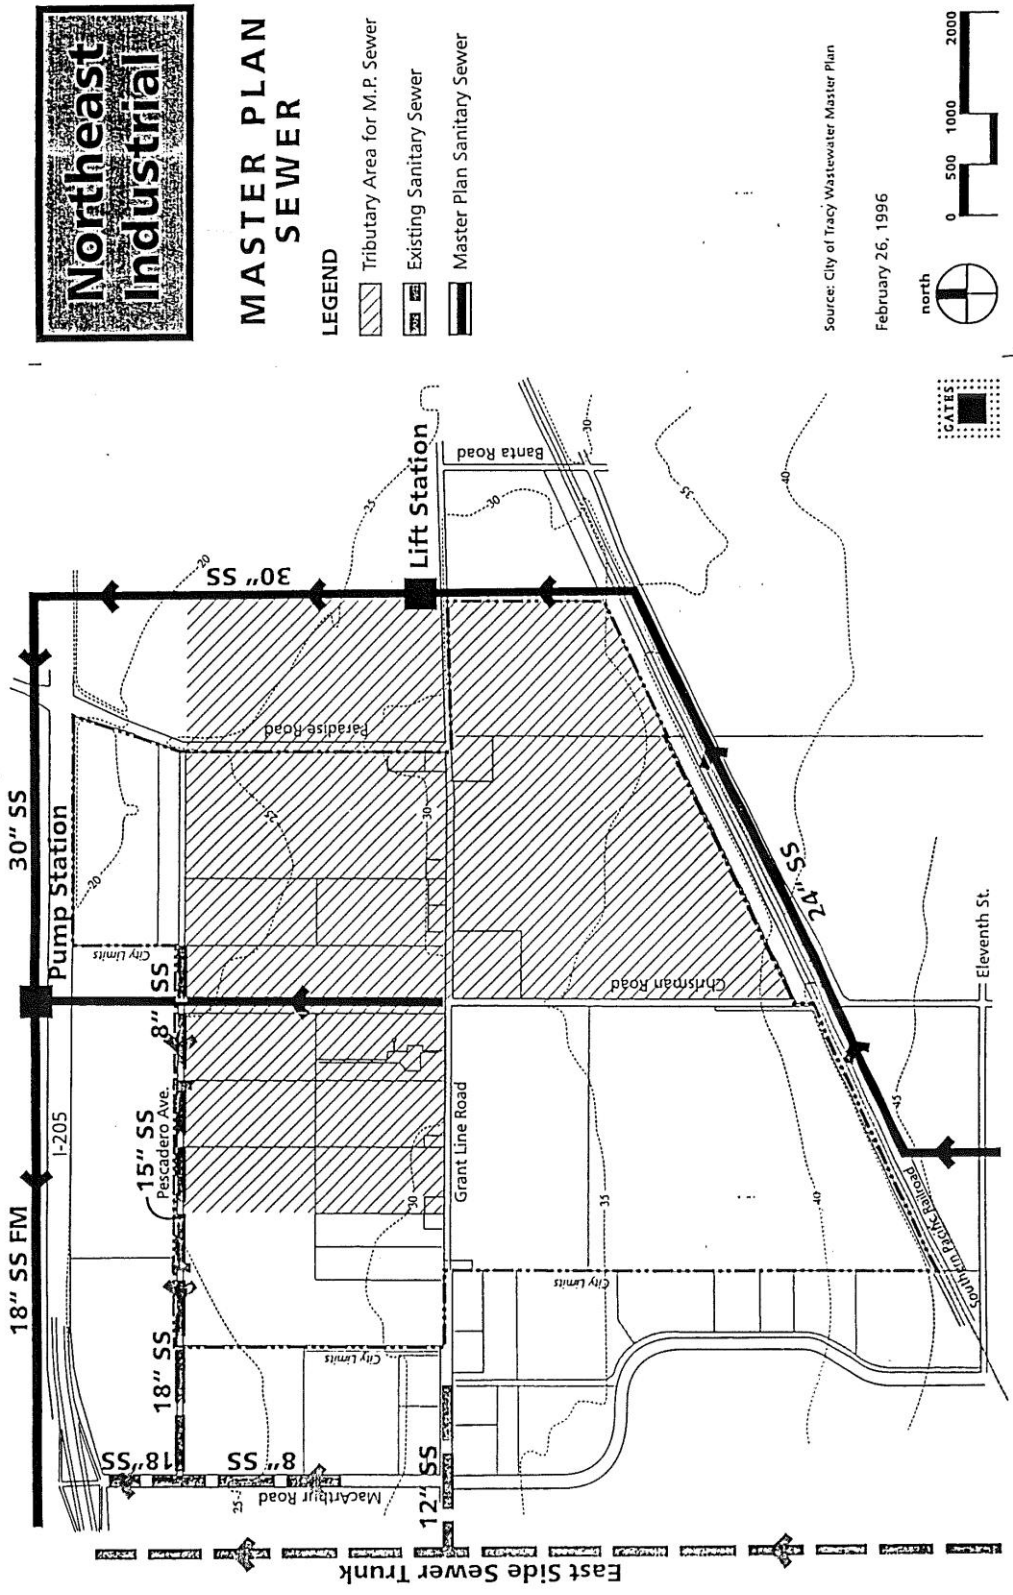 Northeast
Industrial
MASTER PLAN
SEWER
LEGEND
Tributary Area for M.P. Sewer
Existing Sanitary Sewer
Master Plan Sanitary Sewer
Source: City of Tracy Wastewater Master Plan
February 26, 1996
north
0 500 1000 2000
GATES
18" SS FM
30" SS
Pump Station
I-205
City Limits
20
20
25
30" SS
Lift Station
Banta Road
30
30
35
40
Paradise Road
25
30
8" SS
15" SS
Pescadero Ave.
18" SS
18" SS
8" SS
MacArthur Road
25
City Limits
30
Grant Line Road
Chrisman Road
24" SS
Eleventh St.
45
40
35
City Limits
Southern Pacific Railroad
12" SS
East Side Sewer Trunk